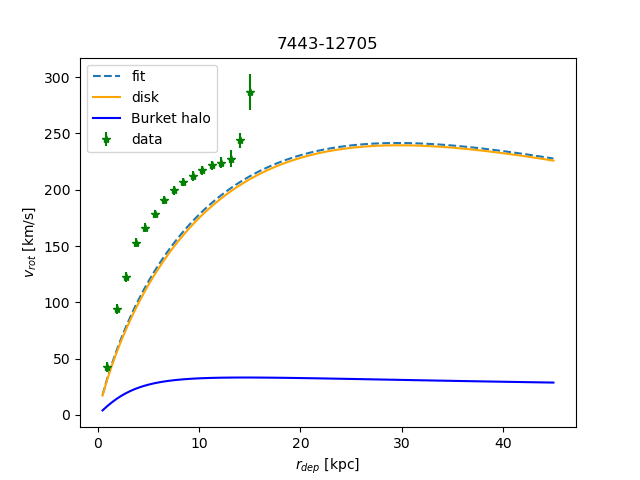 7443-12705
fit
disk
Burket halo
data
300
250
200
150
100
50
0
v_rot [km/s]
0 10 20 30 40
r_dep [kpc]